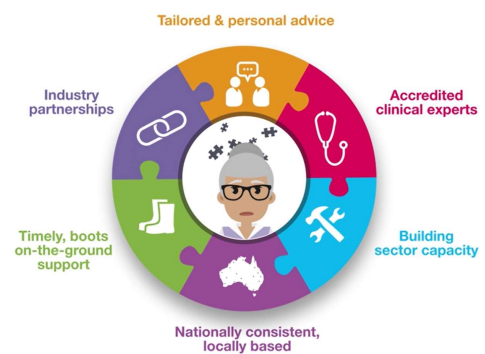 Tailored & personal advice
Industry
partnerships
Accredited
clinical experts
Timely, boots
on-the-ground
support
Building
sector capacity
Nationally consistent,
locally based